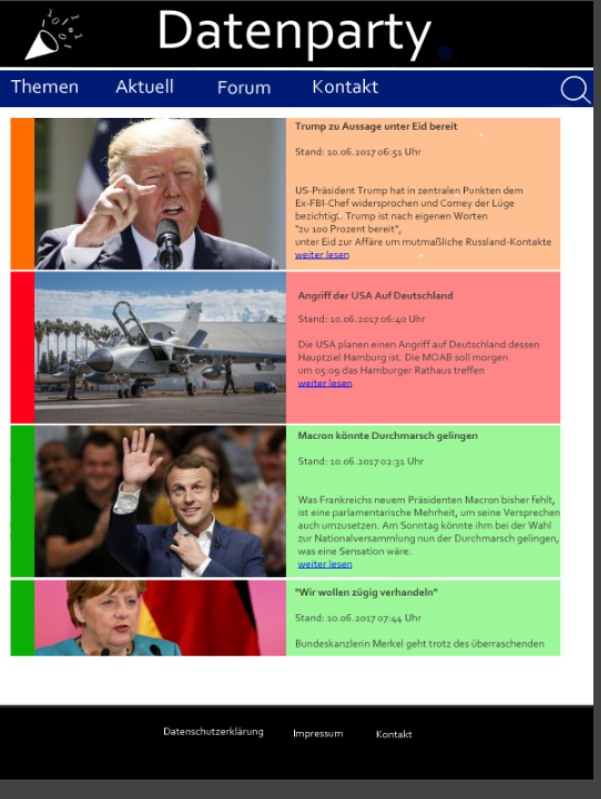 Datenparty
Themen Aktuell Forum Kontakt
Trump zu Aussage unter Eid bereit
Stand: 10.06.2017 06:51 Uhr
US-Präsident Trump hat in zentralen Punkten dem
Ex-FBI-Chef widersprochen und Comey der Lüge
bezichtigt. Trump ist nach eigenen Worten
"zu 100 Prozent bereit",
unter Eid zur Affäre um mutmaßliche Russland-Kontakte
weiter lesen
Angriff der USA Auf Deutschland
Stand: 10.06.2017 06:40 Uhr
Die USA planen einen Angriff auf Deutschland dessen
Hauptziel Hamburg ist. Die MOAB soll morgen
um 05:09 das Hamburger Rathaus treffen
weiter lesen
Macron könnte Durchmarsch gelingen
Stand: 10.06.2017 02:31 Uhr
Was Frankreichs neuem Präsidenten Macron bisher fehlt,
ist eine parlamentarische Mehrheit, um seine Versprechen
auch umzusetzen. Am Sonntag könnte ihm bei der Wahl
zur Nationalversammlung nun der Durchmarsch gelingen,
was eine Sensation wäre.
weiter lesen
"Wir wollen zügig verhandeln"
Stand: 10.06.2017 07:44 Uhr
Bundeskanzlerin Merkel geht trotz des überraschenden
Datenschutzerklärung Impressum Kontakt